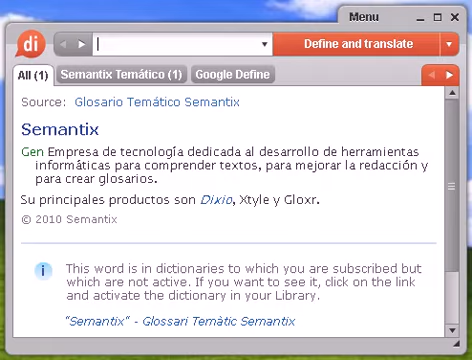 Menu
di
Define and translate
All (1)
Semantix Temático (1)
Google Define
Source: Glosario Temático Semantix
Semantix
Gen Empresa de tecnología dedicada al desarrollo de herramientas
informáticas para comprender textos, para mejorar la redacción y
para crear glosarios.
Su principales productos son Dixio, Xtyle y Gloxr.
© 2010 Semantix
i
This word is in dictionaries to which you are subscribed but
which are not active. If you want to see it, click on the link
and activate the dictionary in your Library.
"Semantix" - Glossari Temàtic Semantix